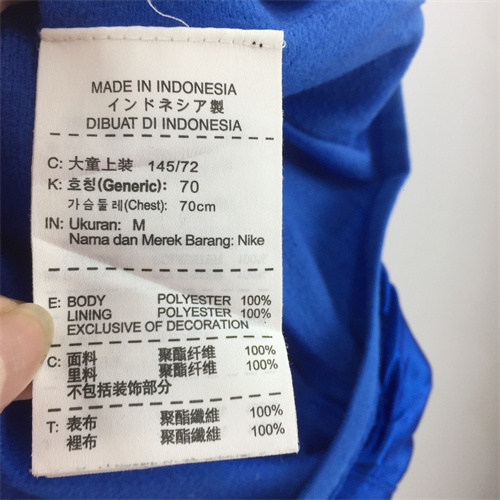 MADE IN INDONESIA
インドネシア製
DIBUAT DI INDONESIA
C: 大童上装 145/72
K: 호칭(Generic): 70
가슴둘레(Chest): 70cm
IN: Ukuran: M
Nama dan Merek Barang: Nike
E: BODY POLYESTER 100%
LINING POLYESTER 100%
EXCLUSIVE OF DECORATION
C: 面料 聚酯纤维 100%
里料 聚酯纤维 100%
不包括装饰部分
T: 表布 聚酯纖維 100%
裡布 聚酯纖維 100%